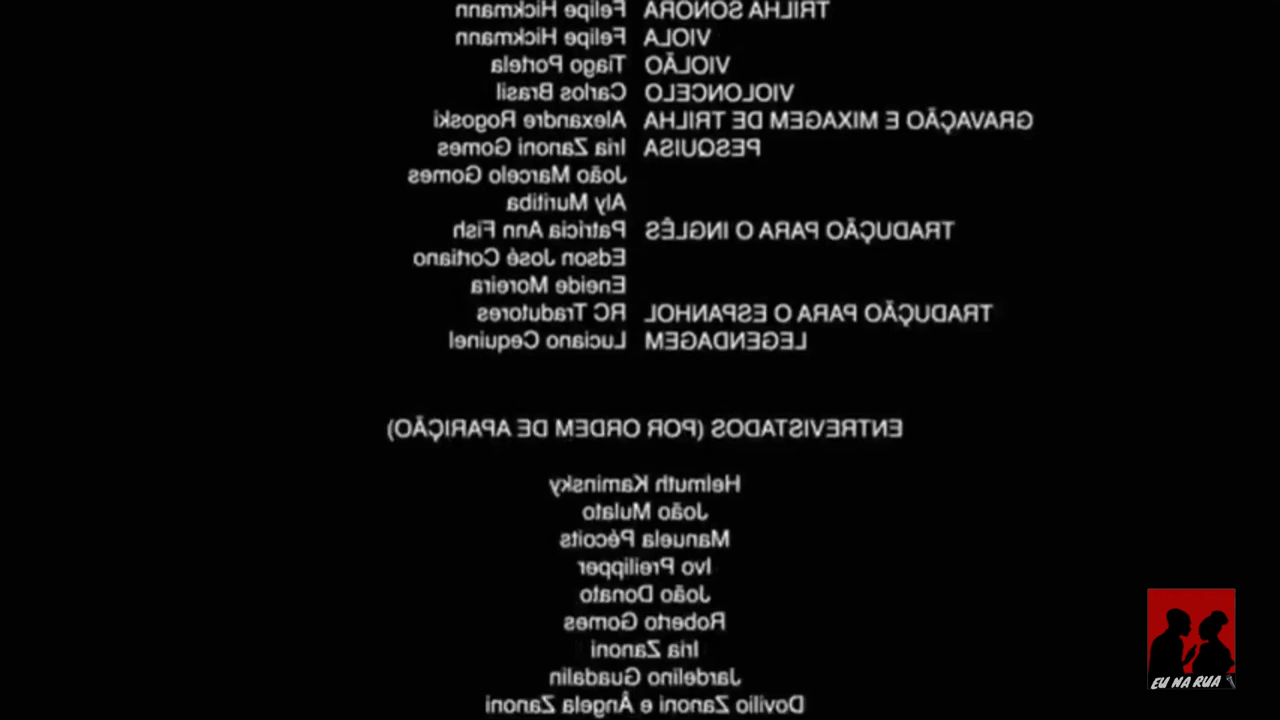 TRILHA SONORA Felipe Hickmann
VIOLA Felipe Hickmann
VIOLÃO Tiago Portela
VIOLONCELO Carlos Brasil
GRAVAÇÃO E MIXAGEM DE TRILHA Alexandre Rogoski
PESQUISA Iria Zanoni Gomes
João Marcelo Gomes
Aly Muritiba
TRADUÇÃO PARA O INGLÊS Patrícia Ann Fish
Edson José Cortiano
Eneide Moreira
TRADUÇÃO PARA O ESPANHOL RC Tradutores
LEGENDAGEM Luciano Cequinel
ENTREVISTADOS (POR ORDEM DE APARIÇÃO)
Helmuth Kaminsky
João Mulato
Manuela Pécoits
Ivo Preilipper
João Donato
Roberto Gomes
Iria Zanoni
Jardelino Guadalin
Dovilio Zanoni e Ângela Zanoni
EU NA RUA